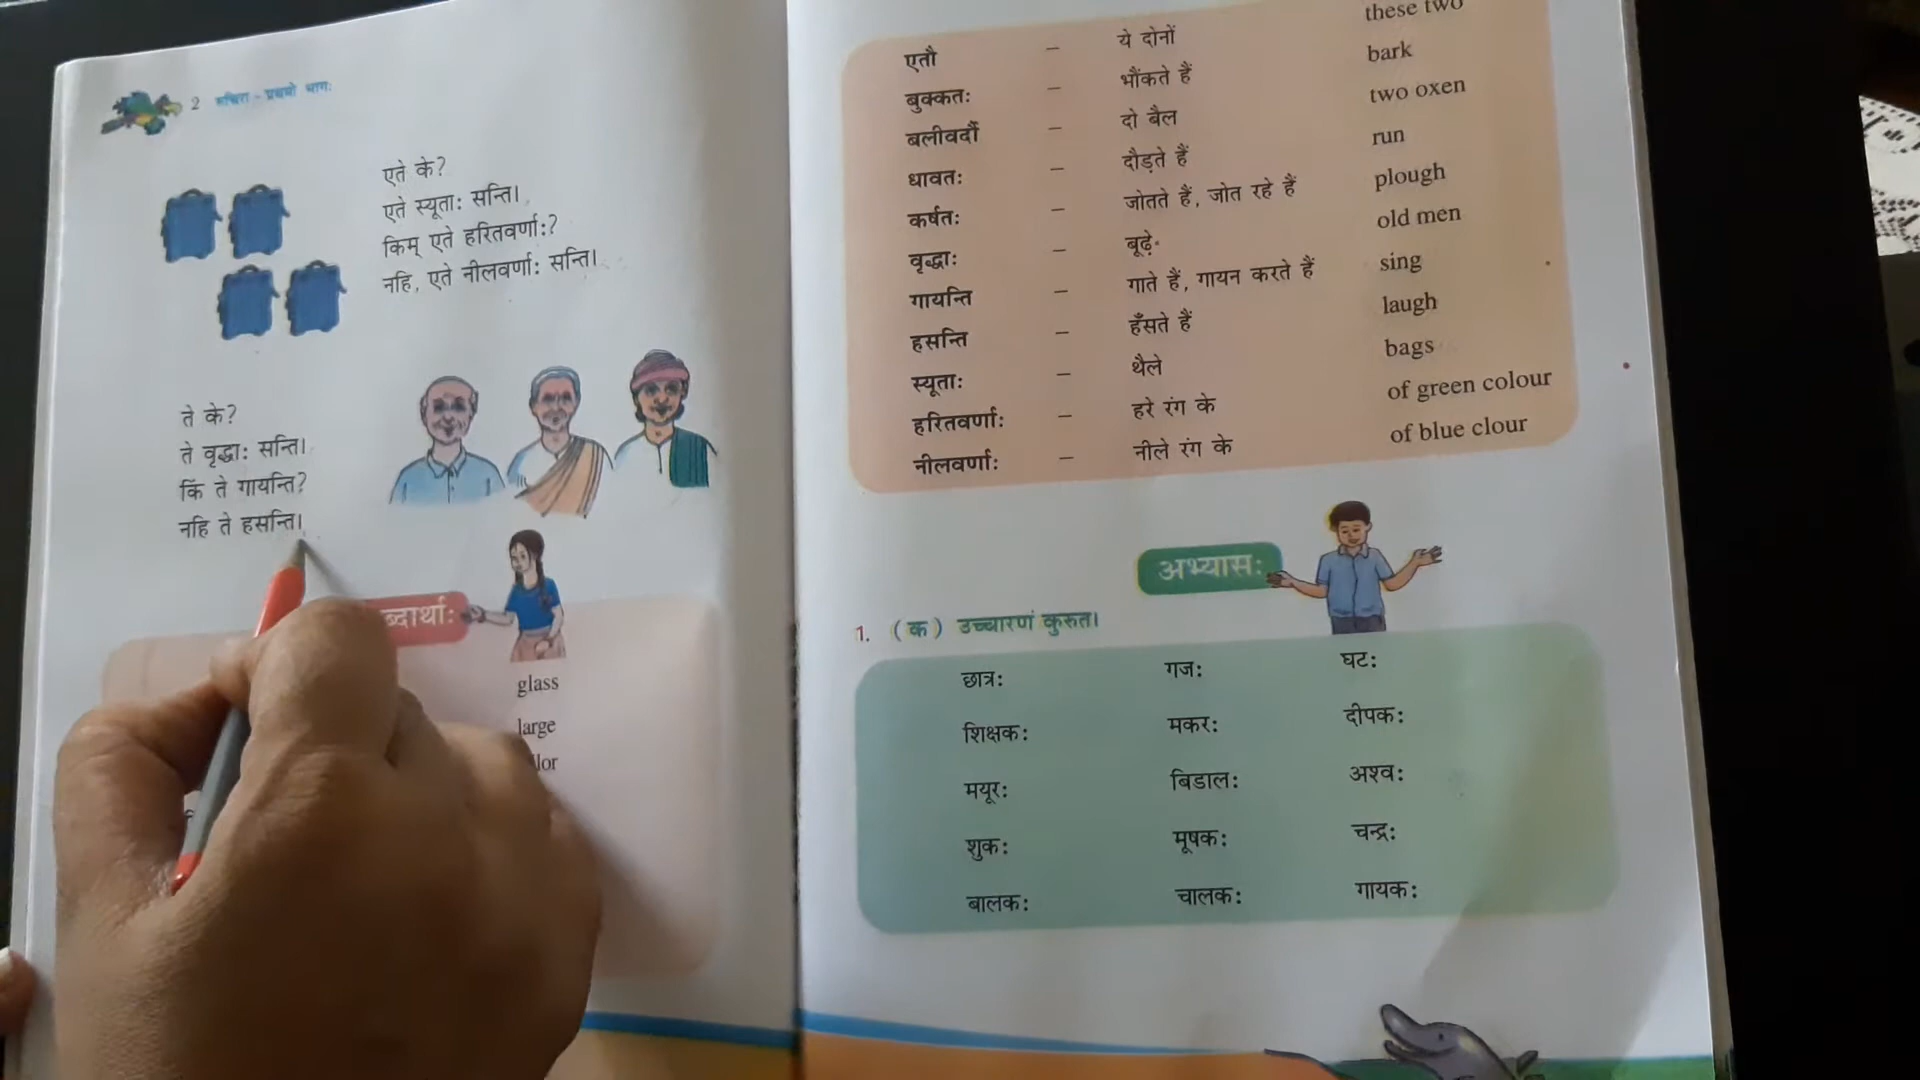 2 रुचिरा - प्रथमो भागः
एते के?
एते स्यूताः सन्ति।
किम् एते हरितवर्णाः?
नहि, एते नीलवर्णाः सन्ति।
ते के?
ते वृद्धाः सन्ति।
किं ते गायन्ति?
नहि ते हसन्ति।
ब्दार्थाः
glass
large
lor
these two
एतौ – ये दोनों
बुक्कतः – भौंकते हैं bark
बलीवर्दौ – दो बैल two oxen
धावतः – दौड़ते हैं run
कर्षतः – जोतते हैं, जोत रहे हैं plough
वृद्धाः – बूढ़े old men
गायन्ति – गाते हैं, गायन करते हैं sing
हसन्ति – हँसते हैं laugh
स्यूताः – थैले bags
हरितवर्णाः – हरे रंग के of green colour
नीलवर्णाः – नीले रंग के of blue clour
अभ्यासः
1. (क) उच्चारणं कुरुत।
छात्रः गजः घटः
शिक्षकः मकरः दीपकः
मयूरः बिडालः अश्वः
शुकः मूषकः चन्द्रः
बालकः चालकः गायकः